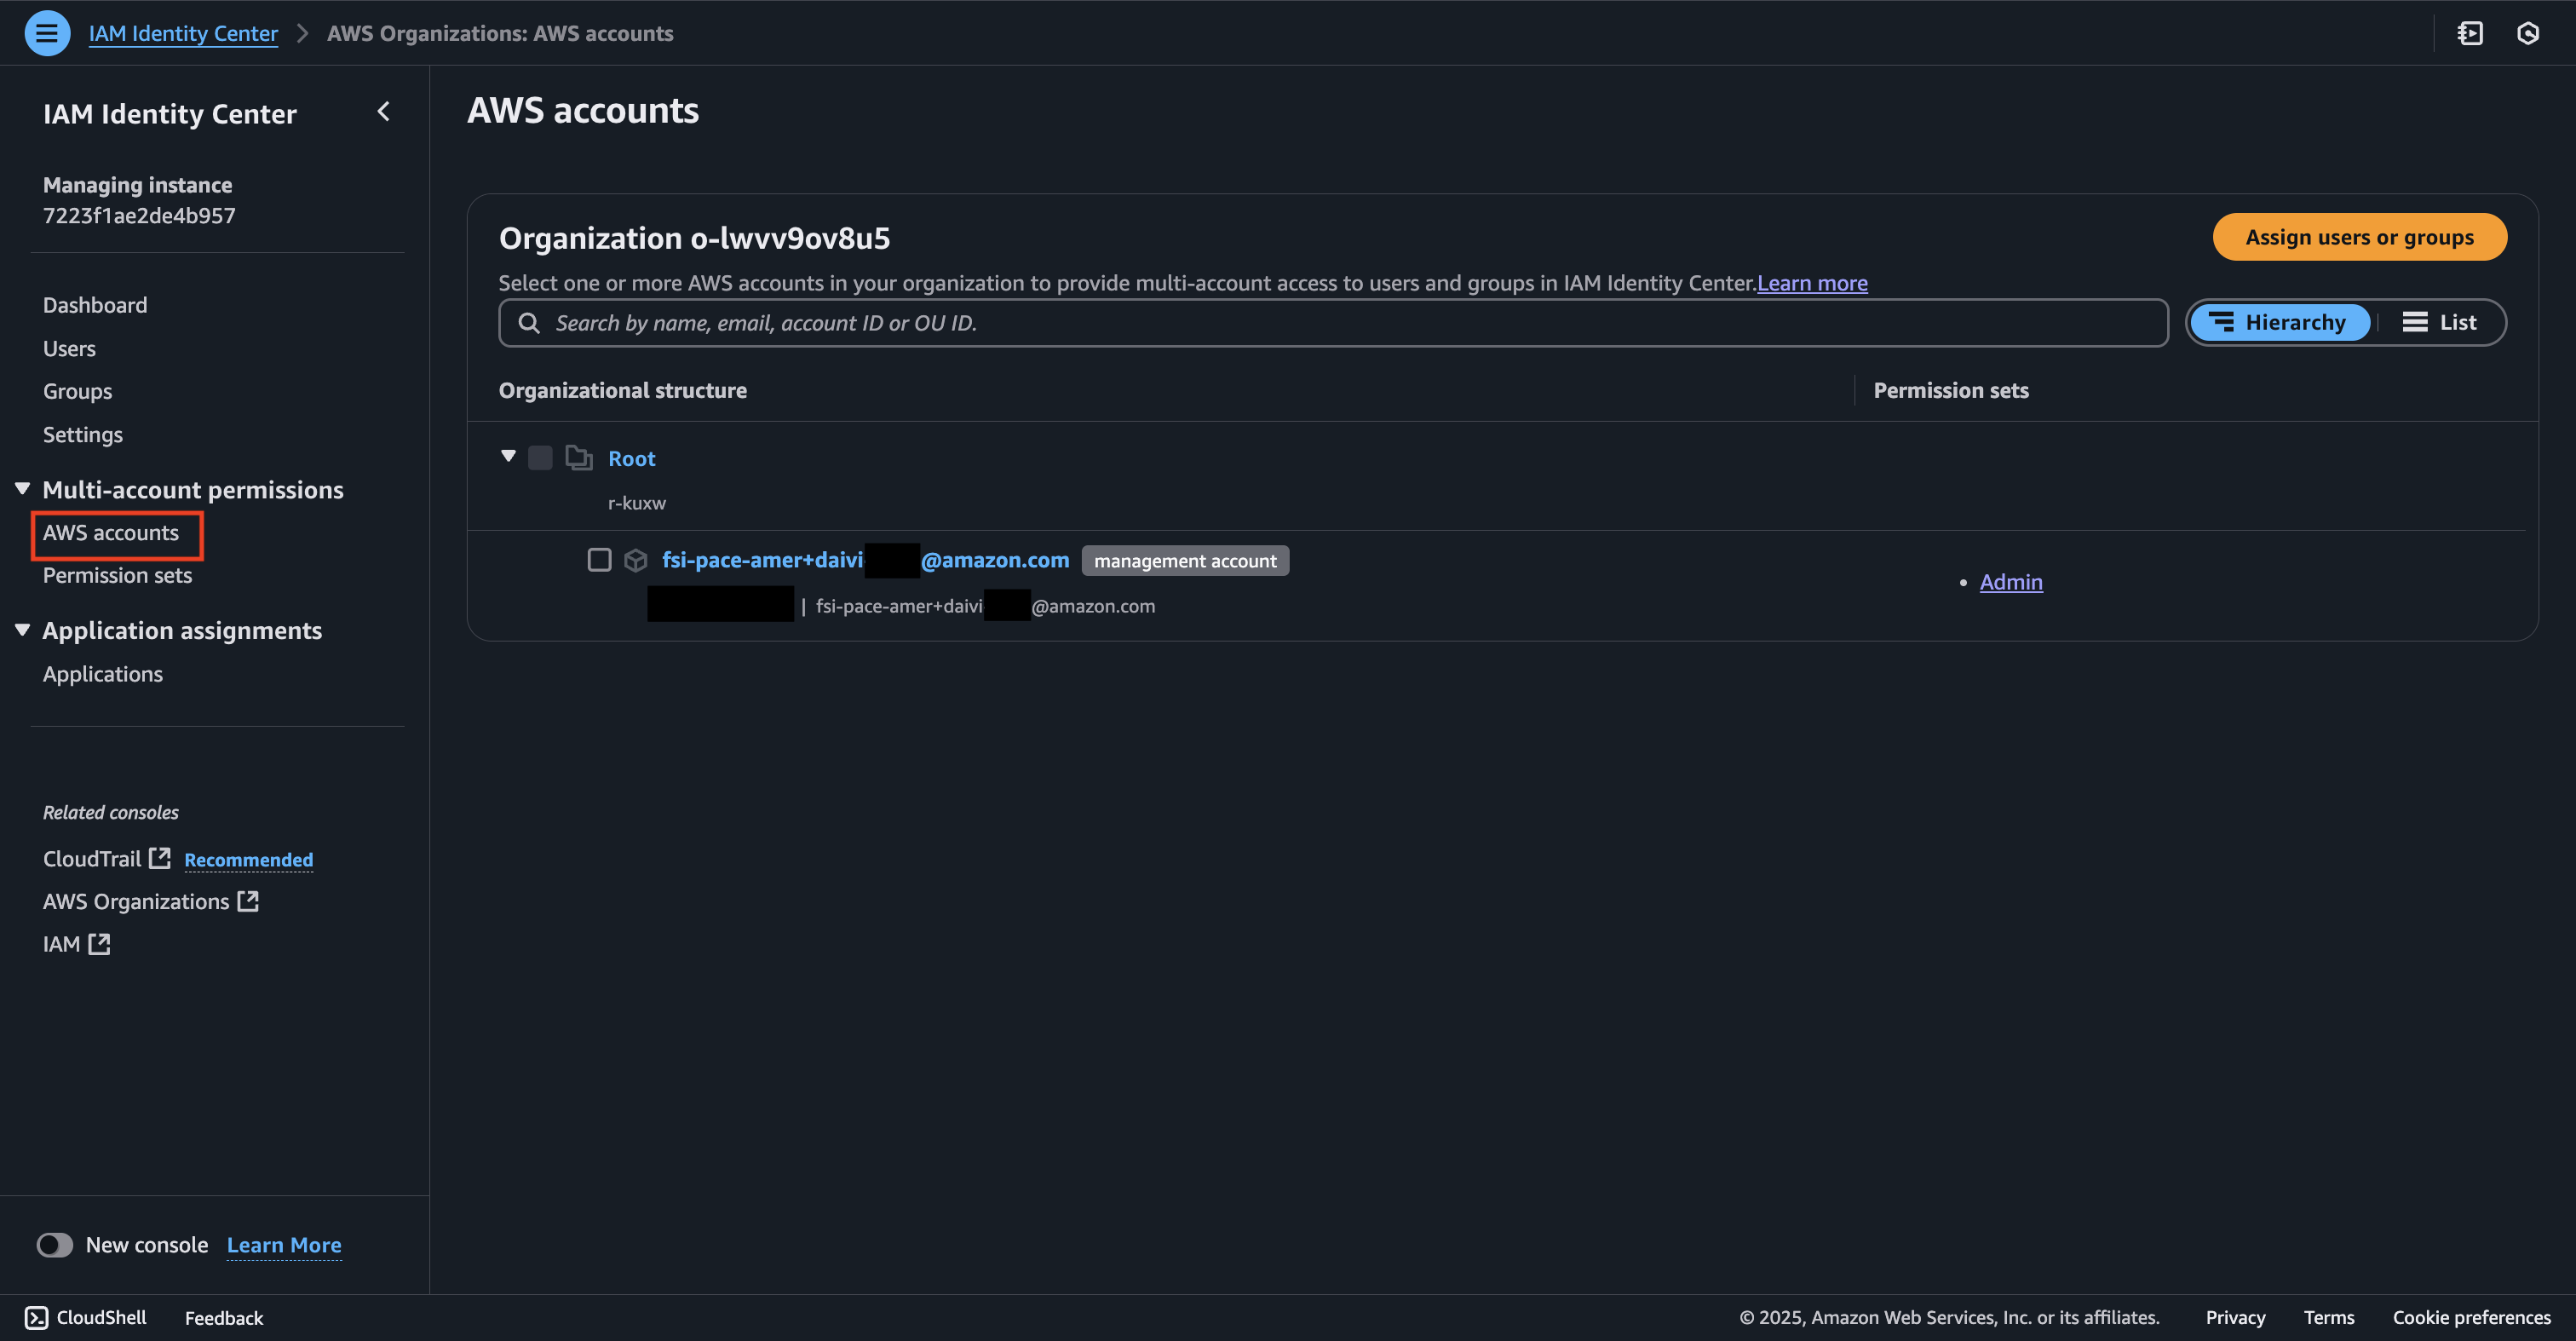 IAM Identity Center > AWS Organizations: AWS accounts
IAM Identity Center
Managing instance
7223f1ae2de4b957
Dashboard
Users
Groups
Settings
Multi-account permissions
AWS accounts
Permission sets
Application assignments
Applications
Related consoles
CloudTrail Recommended
AWS Organizations
IAM
New console Learn More
AWS accounts
Organization o-lwvv9ov8u5
Assign users or groups
Select one or more AWS accounts in your organization to provide multi-account access to users and groups in IAM Identity Center.Learn more
Search by name, email, account ID or OU ID.
Hierarchy | List
Organizational structure
Permission sets
Root
r-kuxw
fsi-pace-amer+daivi @amazon.com management account
| fsi-pace-amer+daivi @amazon.com
• Admin
CloudShell Feedback
© 2025, Amazon Web Services, Inc. or its affiliates. Privacy Terms Cookie preferences